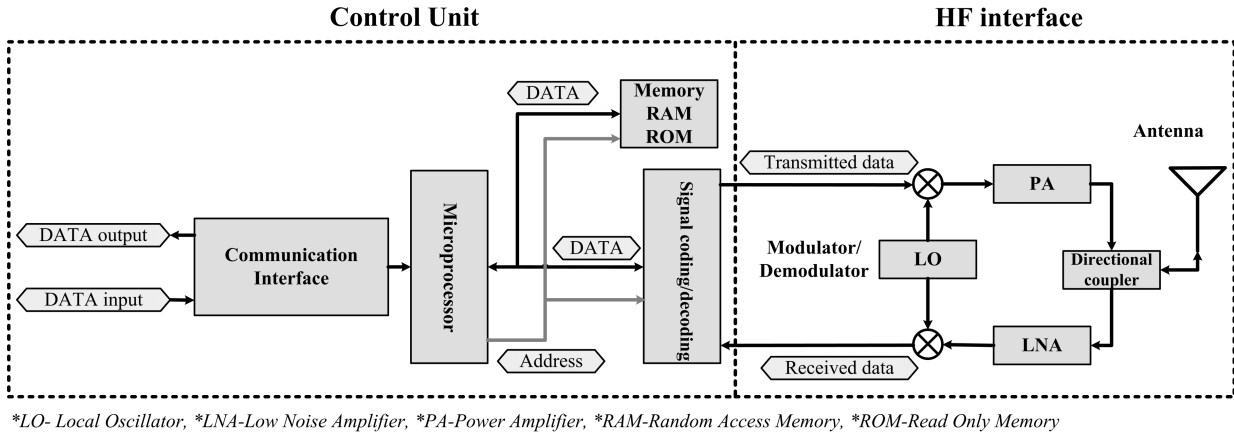 Control Unit
HF interface
DATA
Memory
RAM
ROM
Antenna
Transmitted data
PA
Microprocessor
Signal coding/decoding
DATA output
Communication
Interface
DATA
Modulator/
Demodulator
LO
Directional
coupler
DATA input
Address
LNA
Received data
*LO- Local Oscillator, *LNA-Low Noise Amplifier, *PA-Power Amplifier, *RAM-Random Access Memory, *ROM-Read Only Memory